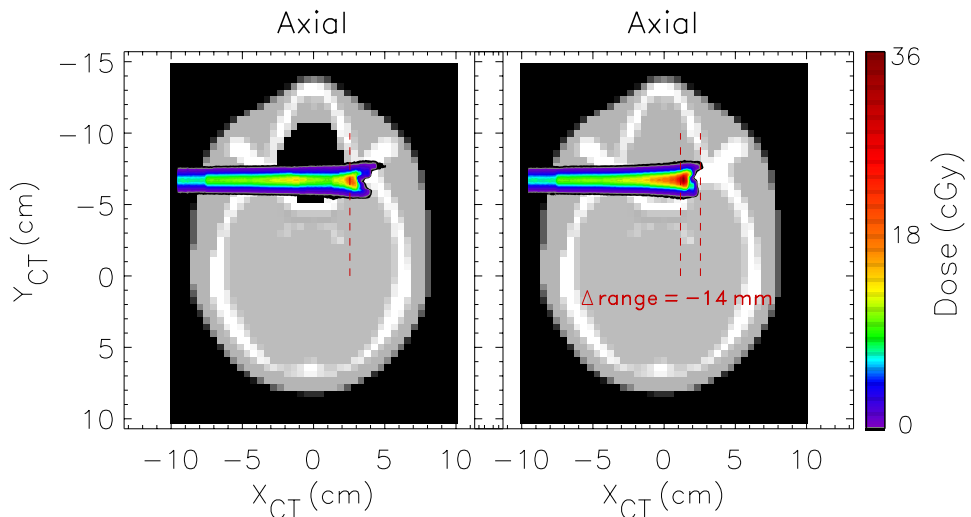 Axial Axial
−15
−10
−5
0
5
10
Y_CT (cm)
−10 −5 0 5 10
X_CT (cm)
−10 −5 0 5 10
X_CT (cm)
Δ range = −14 mm
36
18
0
Dose (cGy)